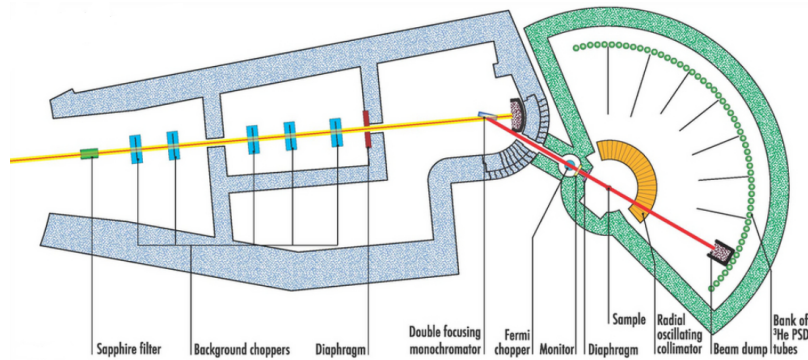 Sapphire filter
Background choppers
Diaphragm
Double focusing
monochromator
Fermi
chopper
Monitor
Diaphragm
Sample
Radial
oscillating
collimator
Beam dump
Bank of
³He PSD
tubes